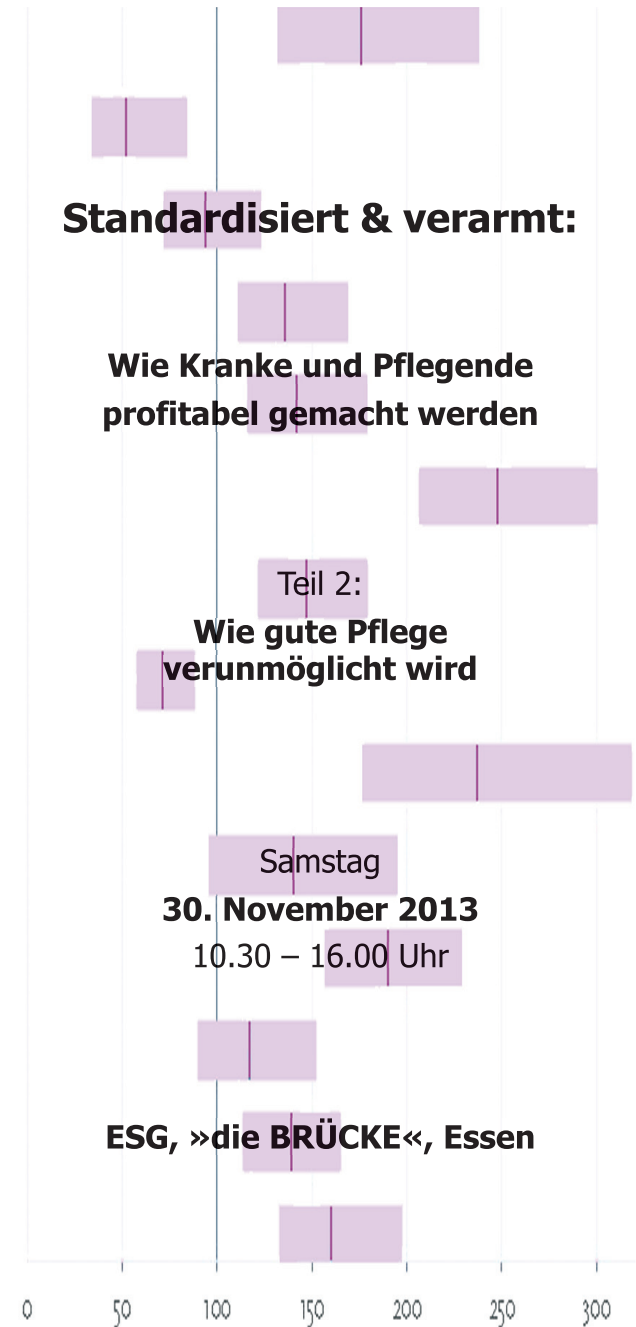 Standardisiert & verarmt:
Wie Kranke und Pflegende
profitabel gemacht werden
Teil 2:
Wie gute Pflege
verunmöglicht wird
Samstag
30. November 2013
10.30 – 16.00 Uhr
ESG, »die BRÜCKE«, Essen
0 50 100 150 200 250 300